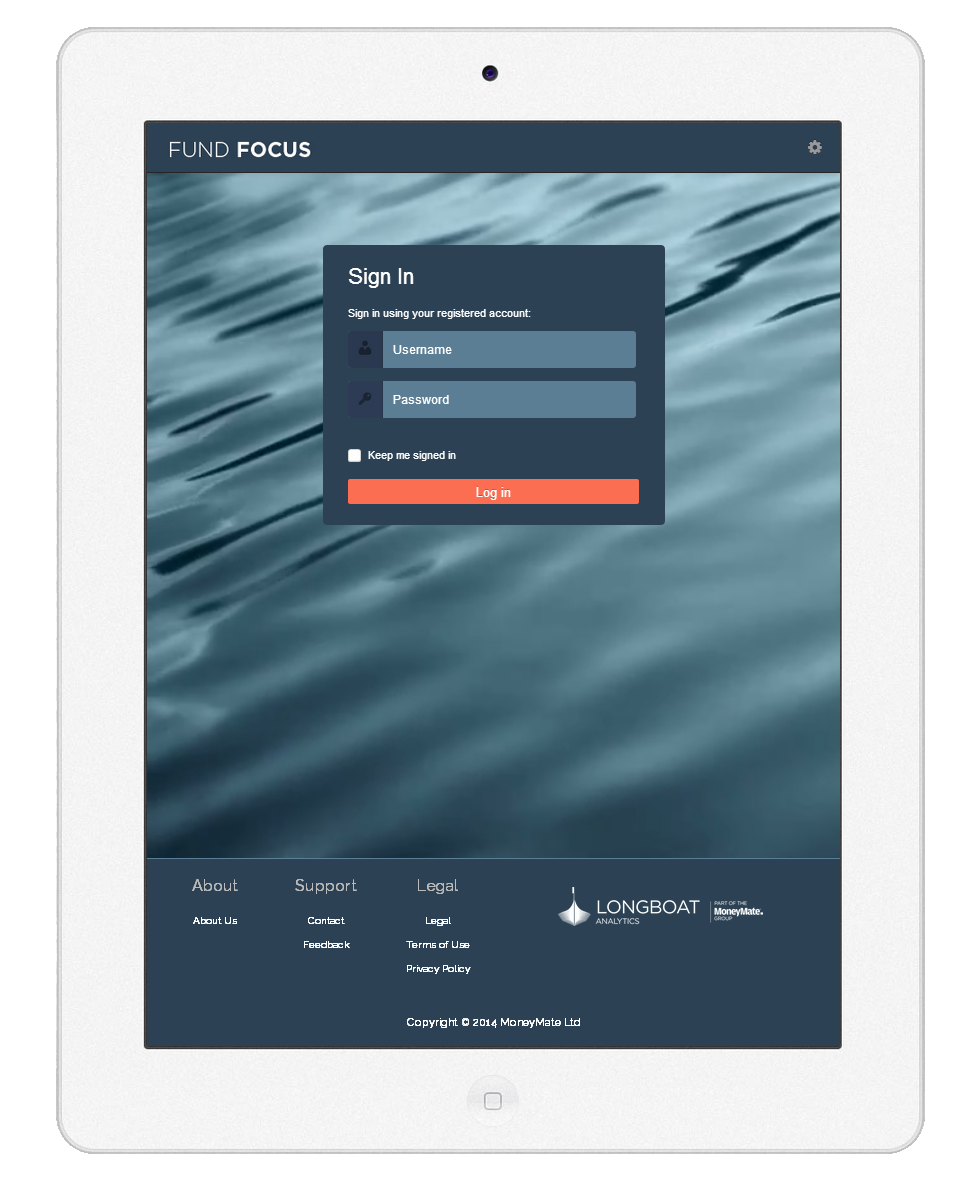 FUND FOCUS
Sign In
Sign in using your registered account:
Username
Password
Keep me signed in
Log in
About
About Us
Support
Contact
Feedback
Legal
Legal
Terms of Use
Privacy Policy
LONGBOAT
ANALYTICS
PART OF THE
MoneyMate.
GROUP
Copyright © 2014 MoneyMate Ltd